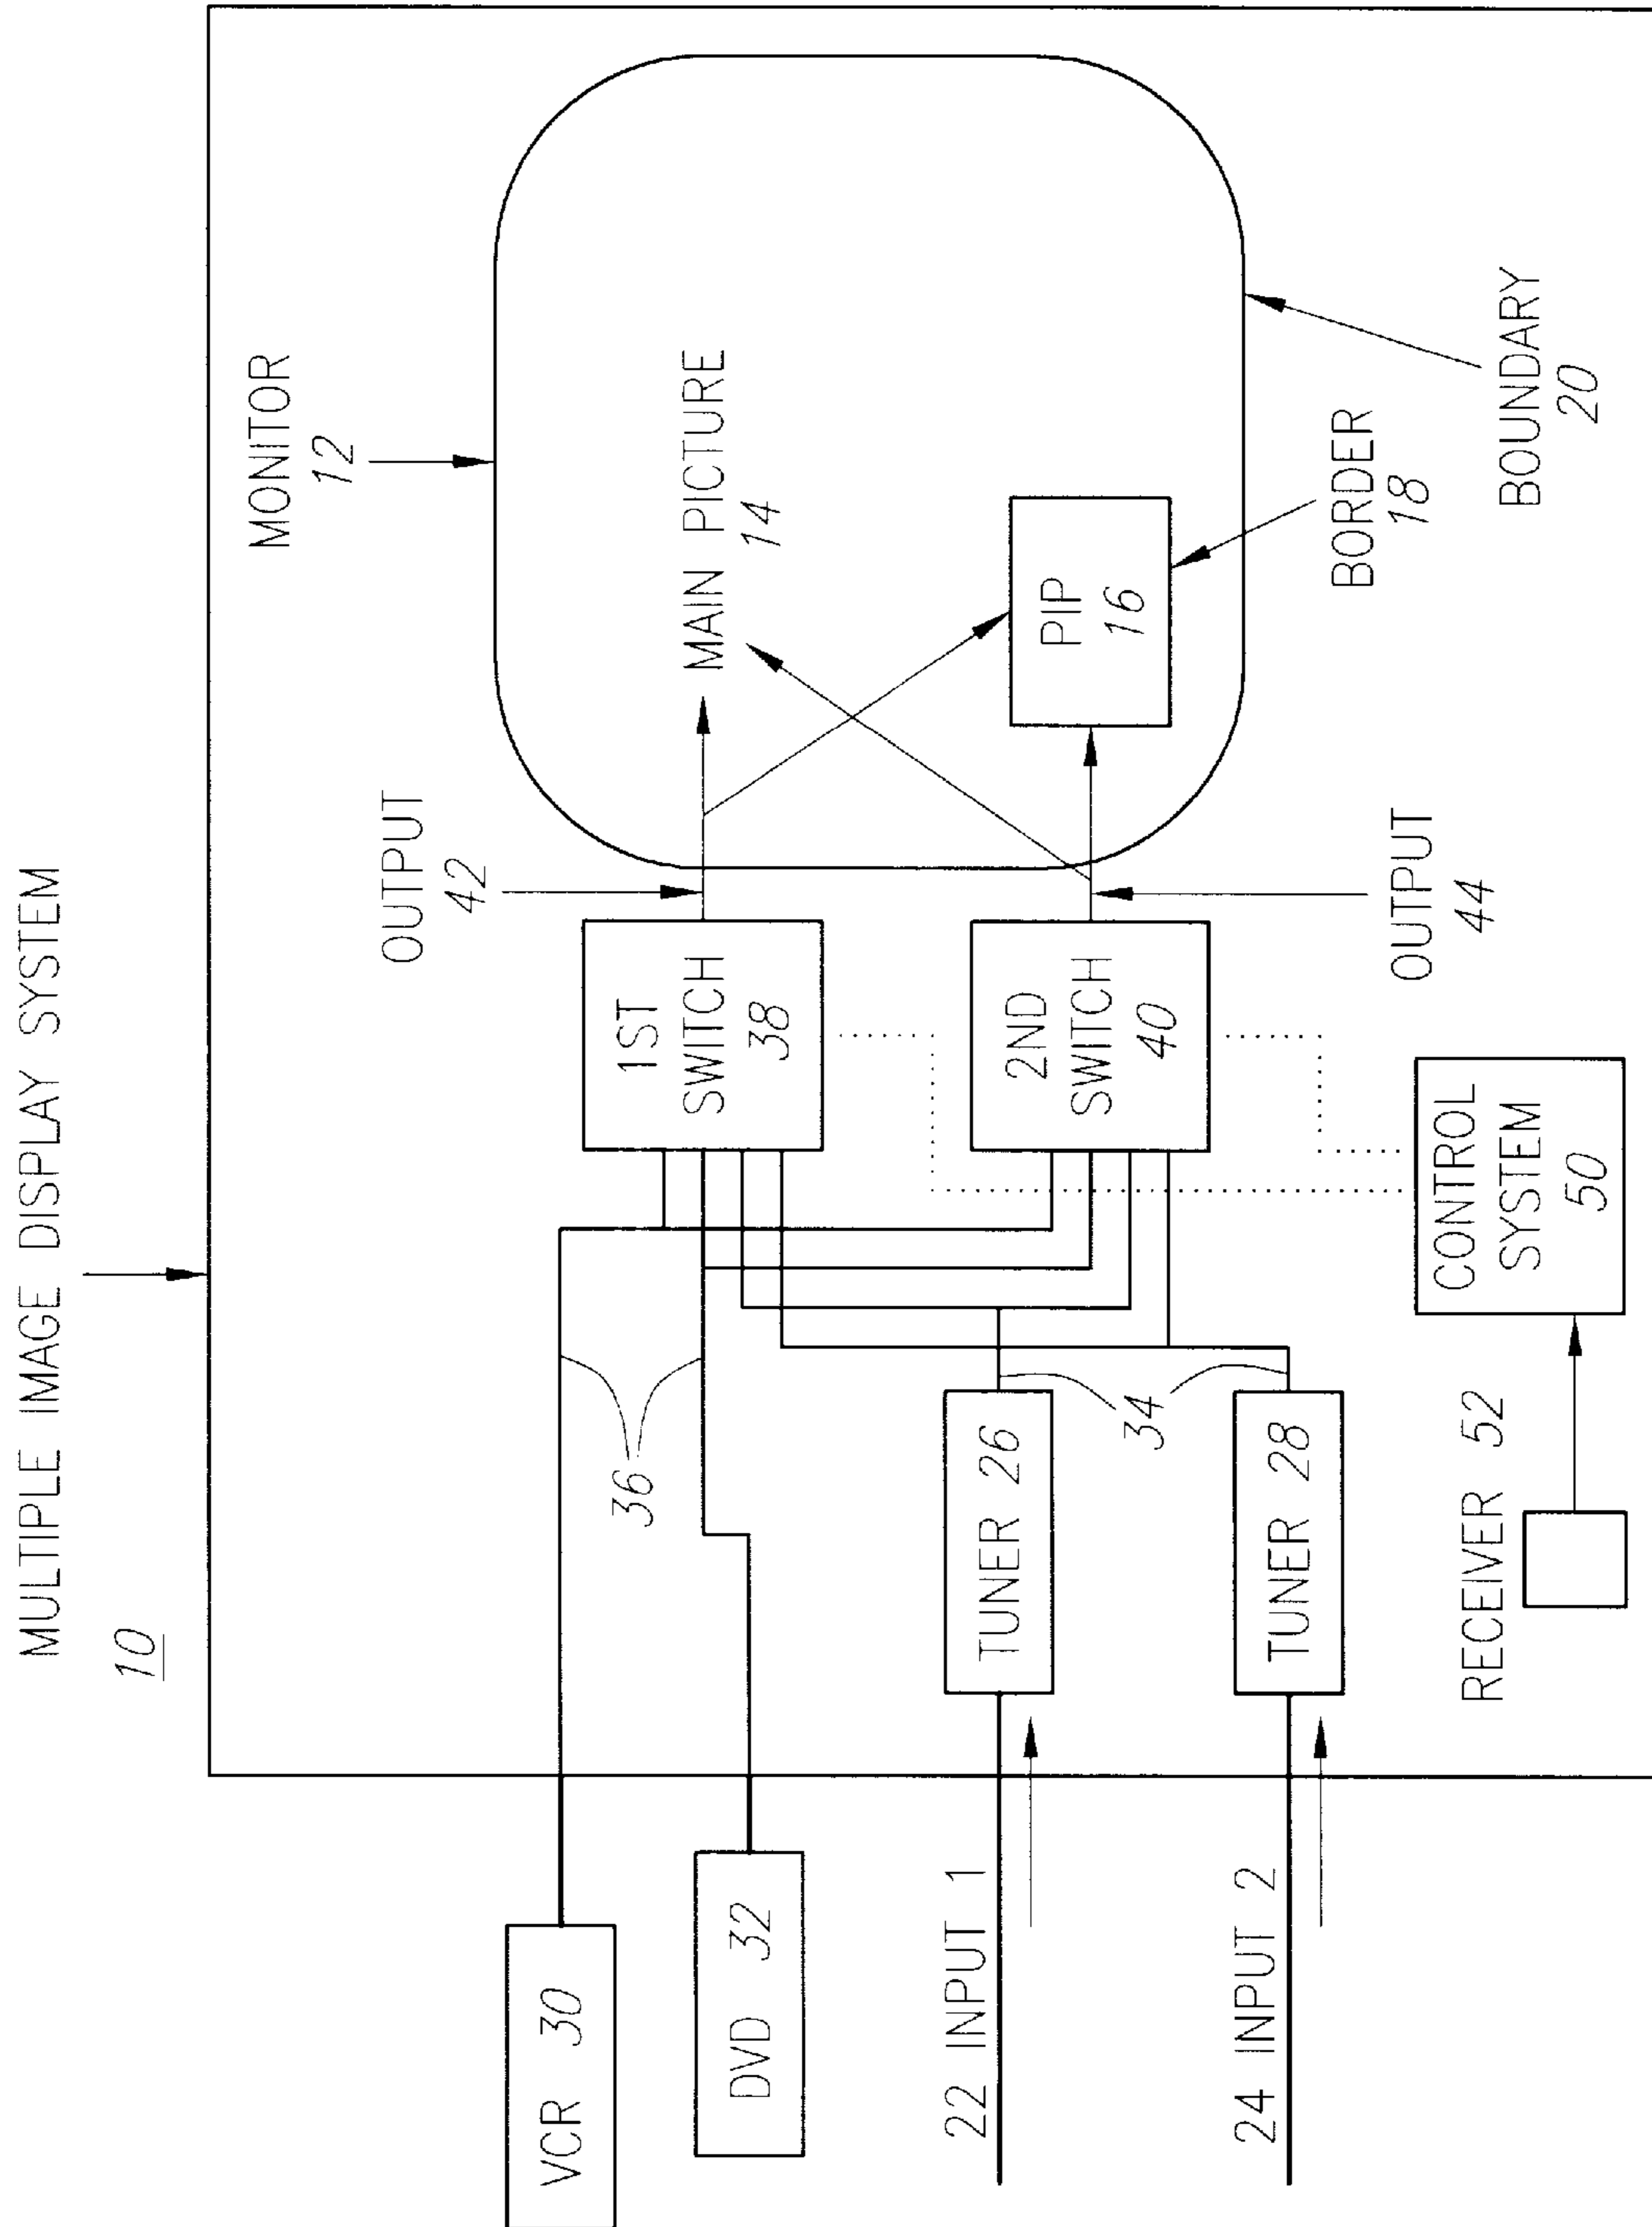 MULTIPLE IMAGE DISPLAY SYSTEM
10
MONITOR
12
OUTPUT
42
MAIN PICTURE
14
1ST
SWITCH
38
VCR 30
36
DVD 32
PIP
16
2ND
SWITCH
40
22 INPUT 1
TUNER 26
34
24 INPUT 2
TUNER 28
BORDER
18
OUTPUT
44
BOUNDARY
20
CONTROL
SYSTEM
50
RECEIVER 52